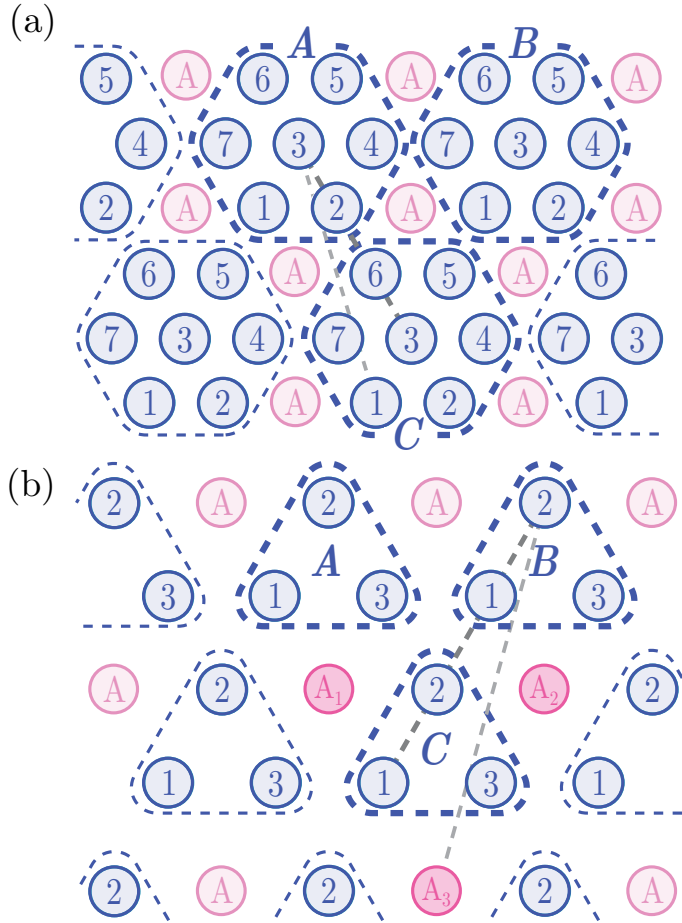 (a)
A B
5 A 6 5 A 6 5 A
4 7 3 4 7 3 4
2 A 1 2 A 1 2 A
6 5 A 6 5 A 6
7 3 4 7 3 4 7 3
1 2 A 1 2 A 1
C
(b)
2 A 2 A 2 A
A B
3 1 3 1 3
A 2 A₁ 2 A₂ 2
C
1 3 1 3 1
2 A 2 A₃ 2 A